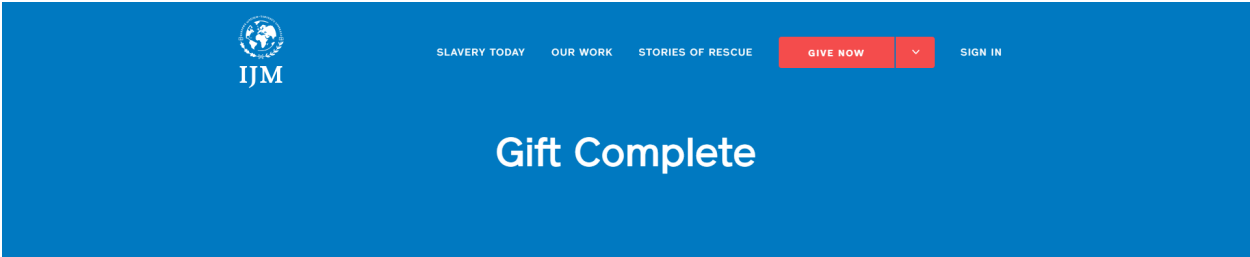 IJM
SLAVERY TODAY OUR WORK STORIES OF RESCUE GIVE NOW SIGN IN
Gift Complete